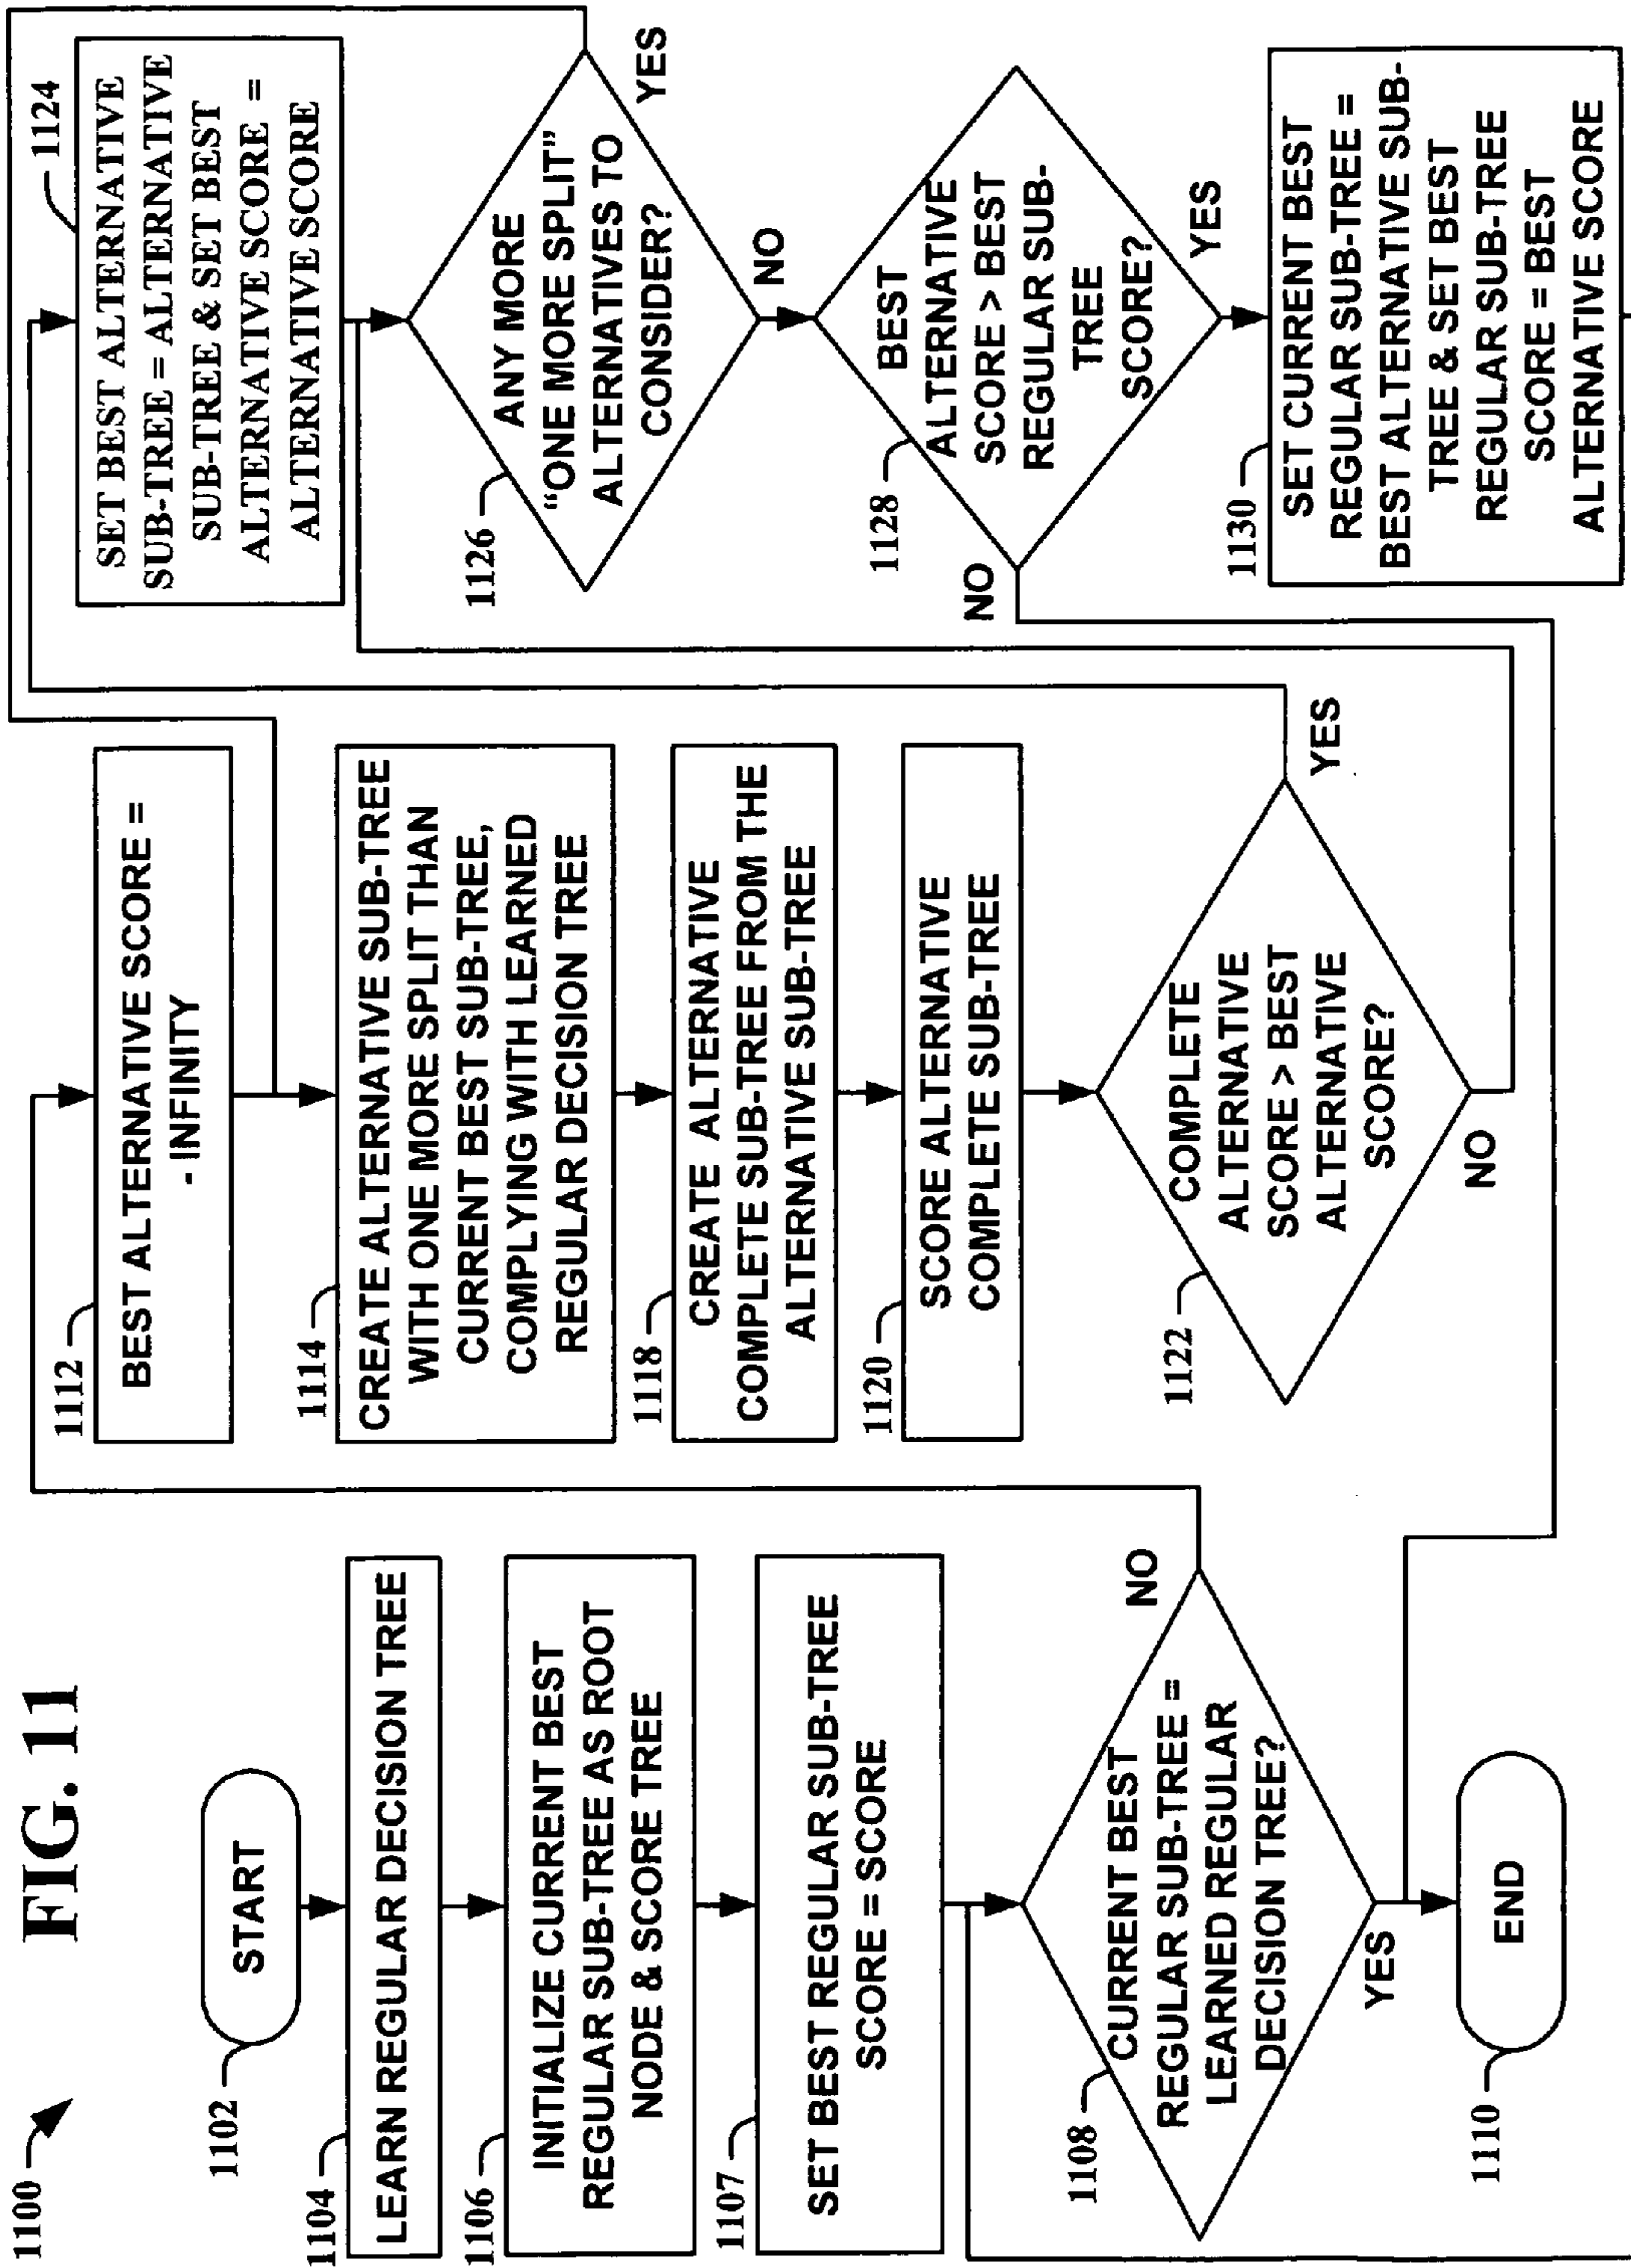 1100
FIG. 11
1102
START
1104
LEARN REGULAR DECISION TREE
1106
INITIALIZE CURRENT BEST
REGULAR SUB-TREE AS ROOT
NODE & SCORE TREE
1107
SET BEST REGULAR SUB-TREE
SCORE = SCORE
1108
CURRENT BEST
REGULAR SUB-TREE =
LEARNED REGULAR
DECISION TREE?
NO
YES
1110
END
1112
BEST ALTERNATIVE SCORE =
- INFINITY
1114
CREATE ALTERNATIVE SUB-TREE
WITH ONE MORE SPLIT THAN
CURRENT BEST SUB-TREE,
COMPLYING WITH LEARNED
REGULAR DECISION TREE
1118
CREATE ALTERNATIVE
COMPLETE SUB-TREE FROM THE
ALTERNATIVE SUB-TREE
1120
SCORE ALTERNATIVE
COMPLETE SUB-TREE
1122
COMPLETE
ALTERNATIVE
SCORE > BEST
ALTERNATIVE
SCORE?
YES
NO
1124
SET BEST ALTERNATIVE
SUB-TREE = ALTERNATIVE
SUB-TREE & SET BEST
ALTERNATIVE SCORE =
ALTERNATIVE SCORE
1126
ANY MORE
“ONE MORE SPLIT”
ALTERNATIVES TO
CONSIDER?
YES
NO
1128
BEST
ALTERNATIVE
SCORE > BEST
REGULAR SUB-
TREE
SCORE?
NO
YES
1130
SET CURRENT BEST
REGULAR SUB-TREE =
BEST ALTERNATIVE SUB-
TREE & SET BEST
REGULAR SUB-TREE
SCORE = BEST
ALTERNATIVE SCORE